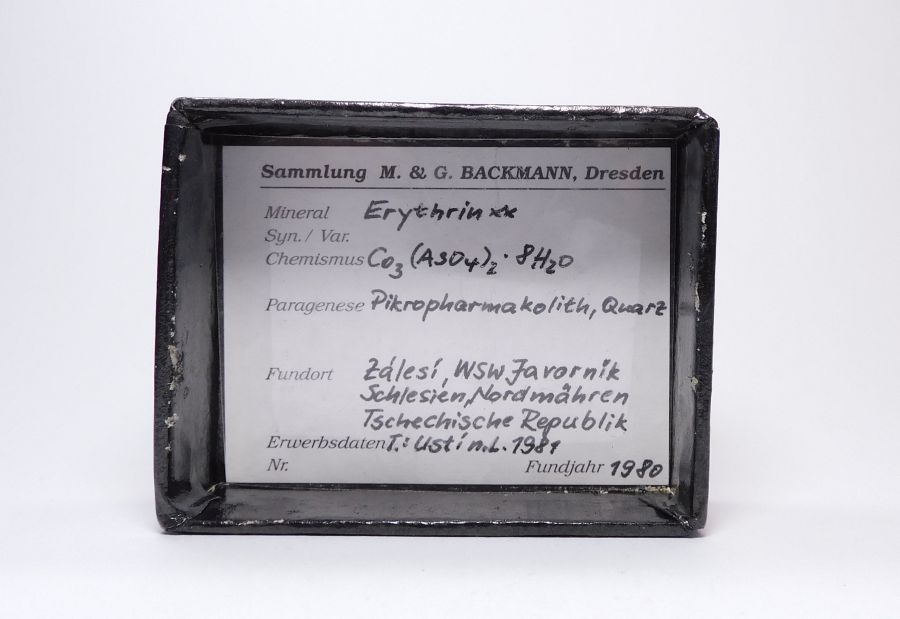 Sammlung M. & G. BACKMANN, Dresden
Mineral Erythrin xx
Syn./ Var.
Chemismus Co₃(AsO₄)₂·8H₂O
Paragenese Pikropharmakolith, Quarz
Fundort Zálesí, WSW Javorník
Schlesien, Nordmähren
Tschechische Republik
Erwerbsdaten T.: Ústí n.L. 1981
Nr. Fundjahr 1980